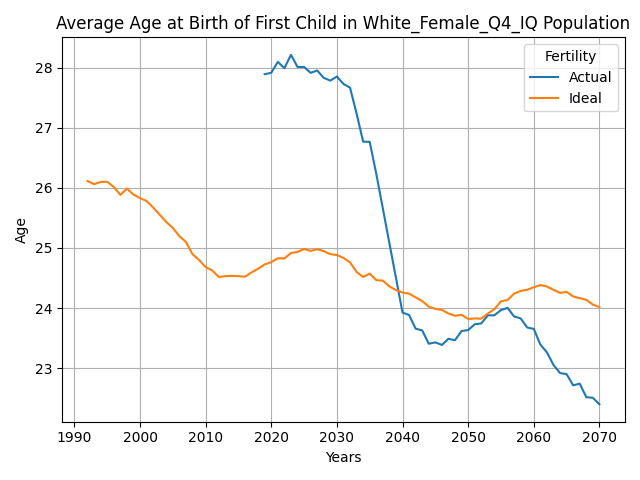 Average Age at Birth of First Child in White_Female_Q4_IQ Population
Fertility
Actual
Ideal
28
27
26
25
24
23
Age
1990
2000
2010
2020
2030
2040
2050
2060
2070
Years